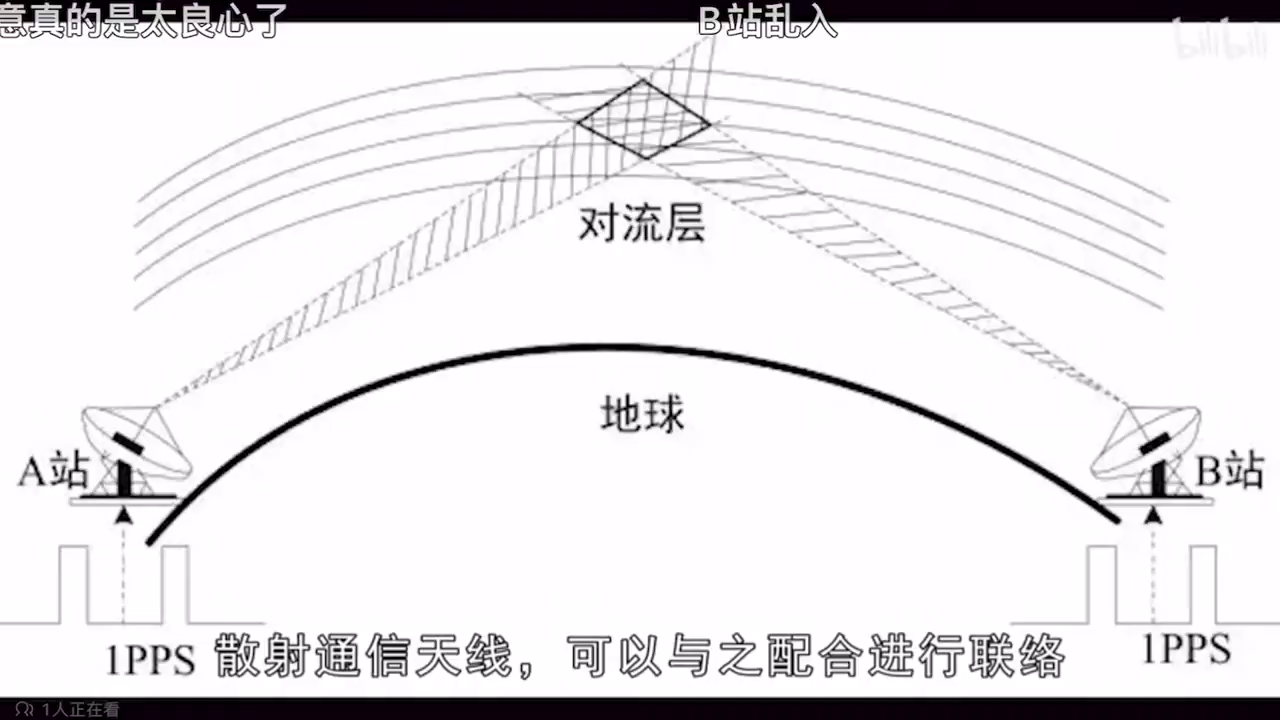 意真的是太良心了
B站乱入
bilibili
对流层
地球
A站
B站
1PPS
散射通信天线，可以与之配合进行联络
1PPS
1人正在看